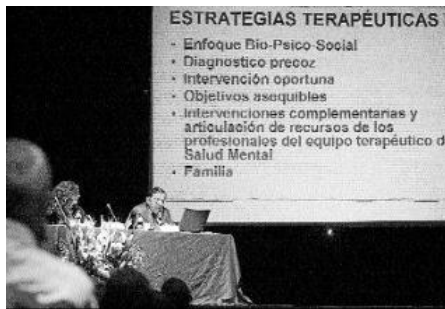 ESTRATEGIAS TERAPÉUTICAS
· Enfoque Bio-Psico-Social
· Diagnostico precoz
· Intervención oportuna
· Objetivos asequibles
· Intervenciones complementarias y
articulación de recursos de los
profesionales del equipo terapéutico d
Salud Mental
· Familia